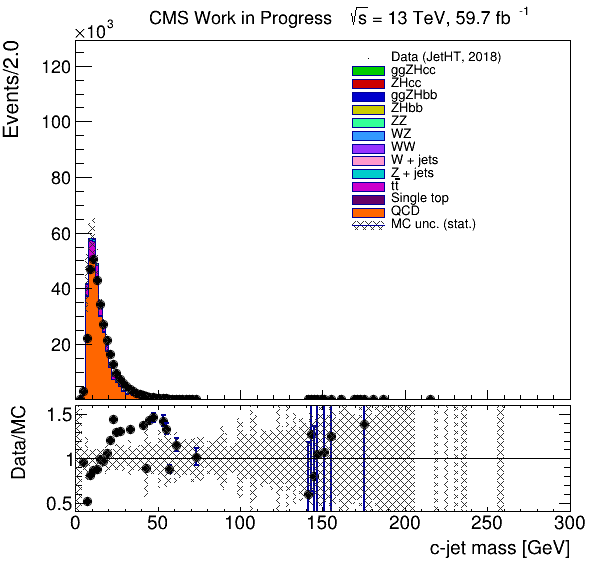 CMS Work in Progress √s = 13 TeV, 59.7 fb -1
×10³
Events/2.0
120
100
80
60
40
20
Data (JetHT, 2018)
ggZHcc
ZHcc
ggZHbb
ZHbb
ZZ
WZ
WW
W + jets
Z + jets
tt̄
Single top
QCD
MC unc. (stat.)
Data/MC
1.5
1
0.5
0 50 100 150 200 250 300
c-jet mass [GeV]